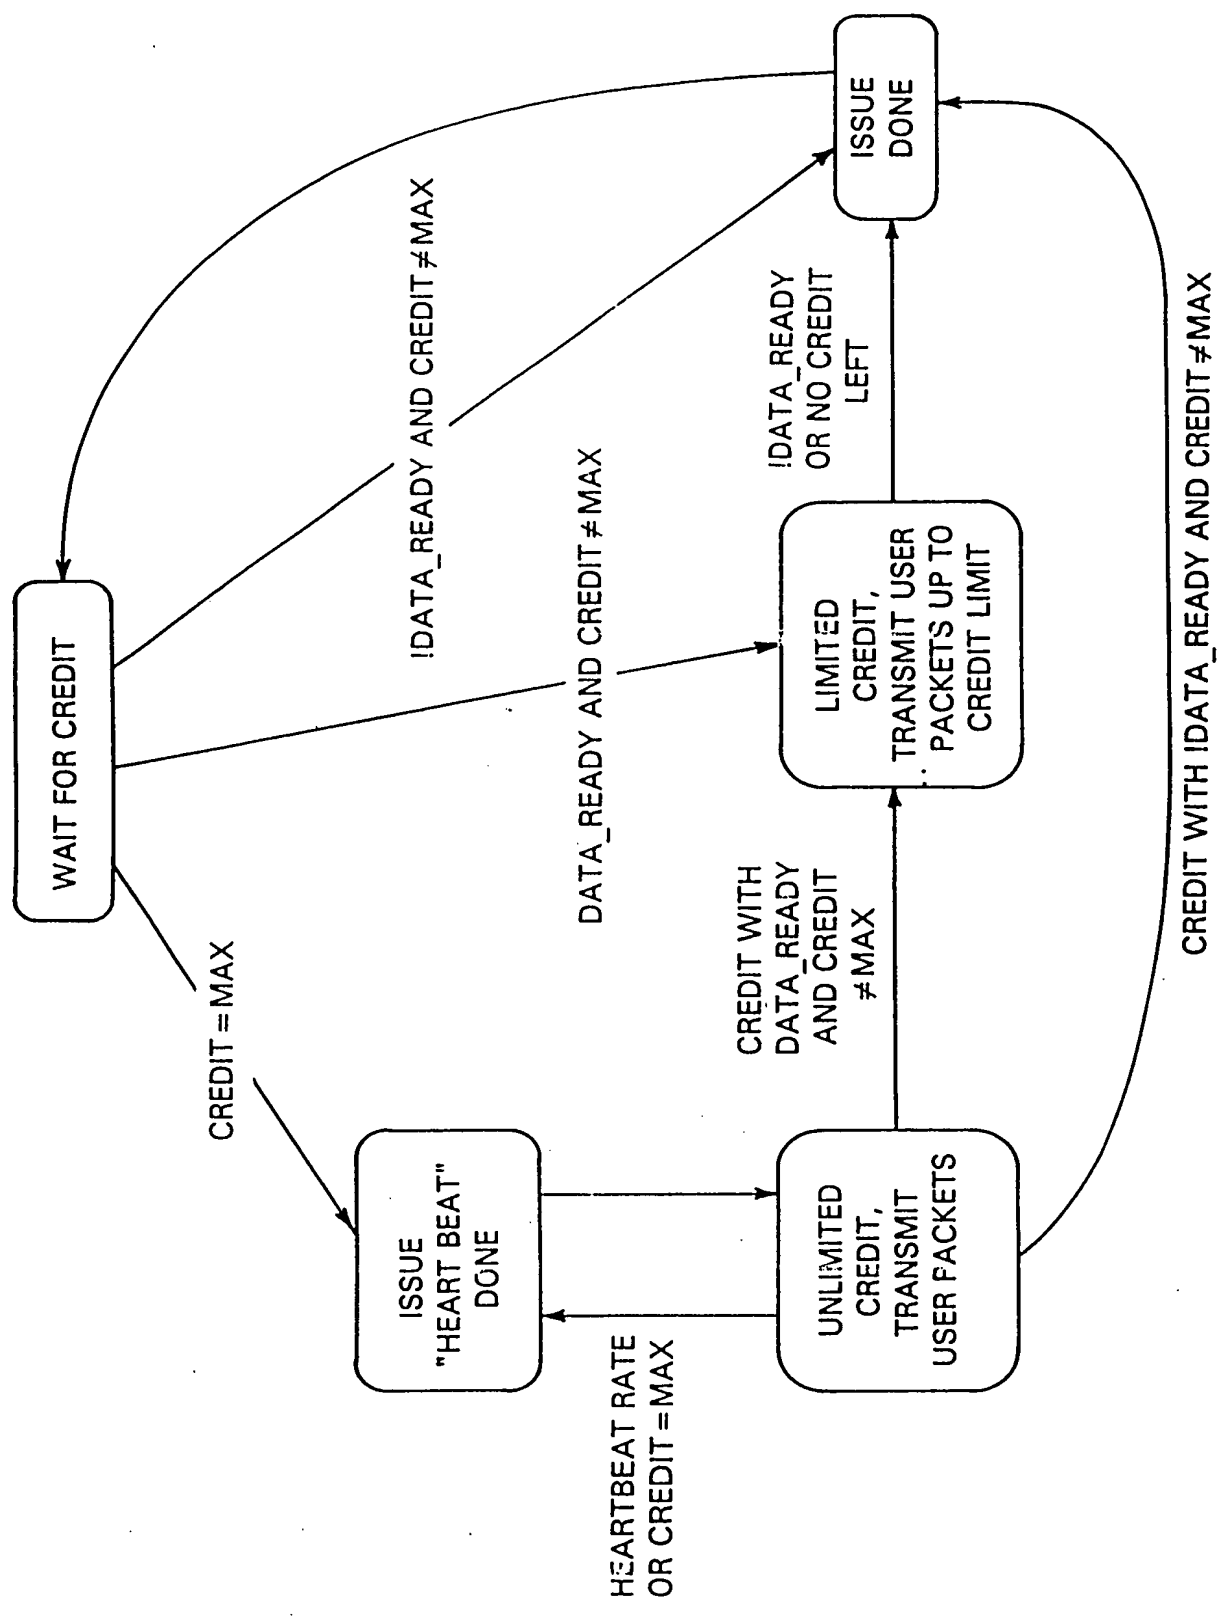 WAIT FOR CREDIT
CREDIT=MAX
!DATA_READY AND CREDIT≠MAX
DATA_READY AND CREDIT≠MAX
ISSUE
"HEART BEAT"
DONE
HEARTBEAT RATE
OR CREDIT=MAX
UNLIMITED
CREDIT,
TRANSMIT
USER PACKETS
CREDIT WITH
DATA_READY
AND CREDIT
≠MAX
LIMITED
CREDIT,
TRANSMIT USER
PACKETS UP TO
CREDIT LIMIT
!DATA_READY
OR NO CREDIT
LEFT
ISSUE
DONE
CREDIT WITH !DATA_READY AND CREDIT≠MAX